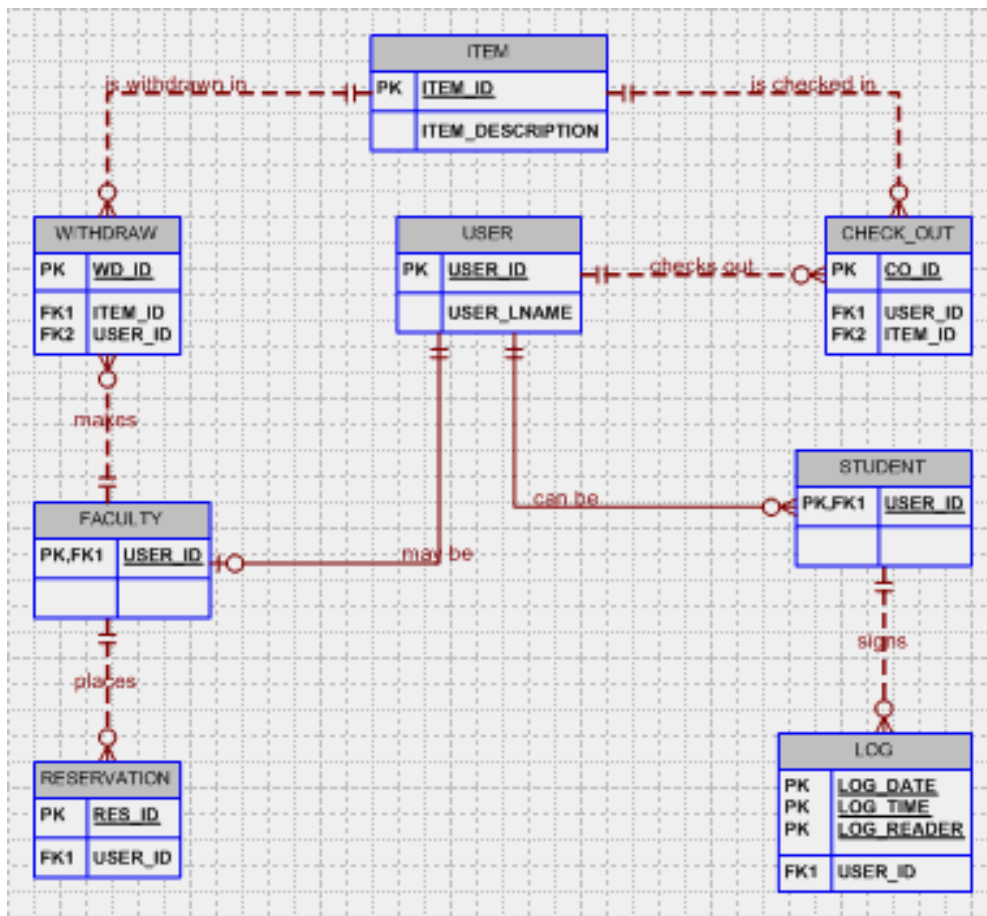 ITEM
PK ITEM_ID
ITEM_DESCRIPTION
is withdrawn in
is checked in
WITHDRAW
PK WD_ID
FK1 ITEM_ID
FK2 USER_ID
USER
PK USER_ID
USER_LNAME
checks out
CHECK_OUT
PK CO_ID
FK1 USER_ID
FK2 ITEM_ID
makes
can be
STUDENT
PK,FK1 USER_ID
FACULTY
PK,FK1 USER_ID
may be
places
signs
RESERVATION
PK RES_ID
FK1 USER_ID
LOG
PK LOG_DATE
PK LOG_TIME
PK LOG_READER
FK1 USER_ID